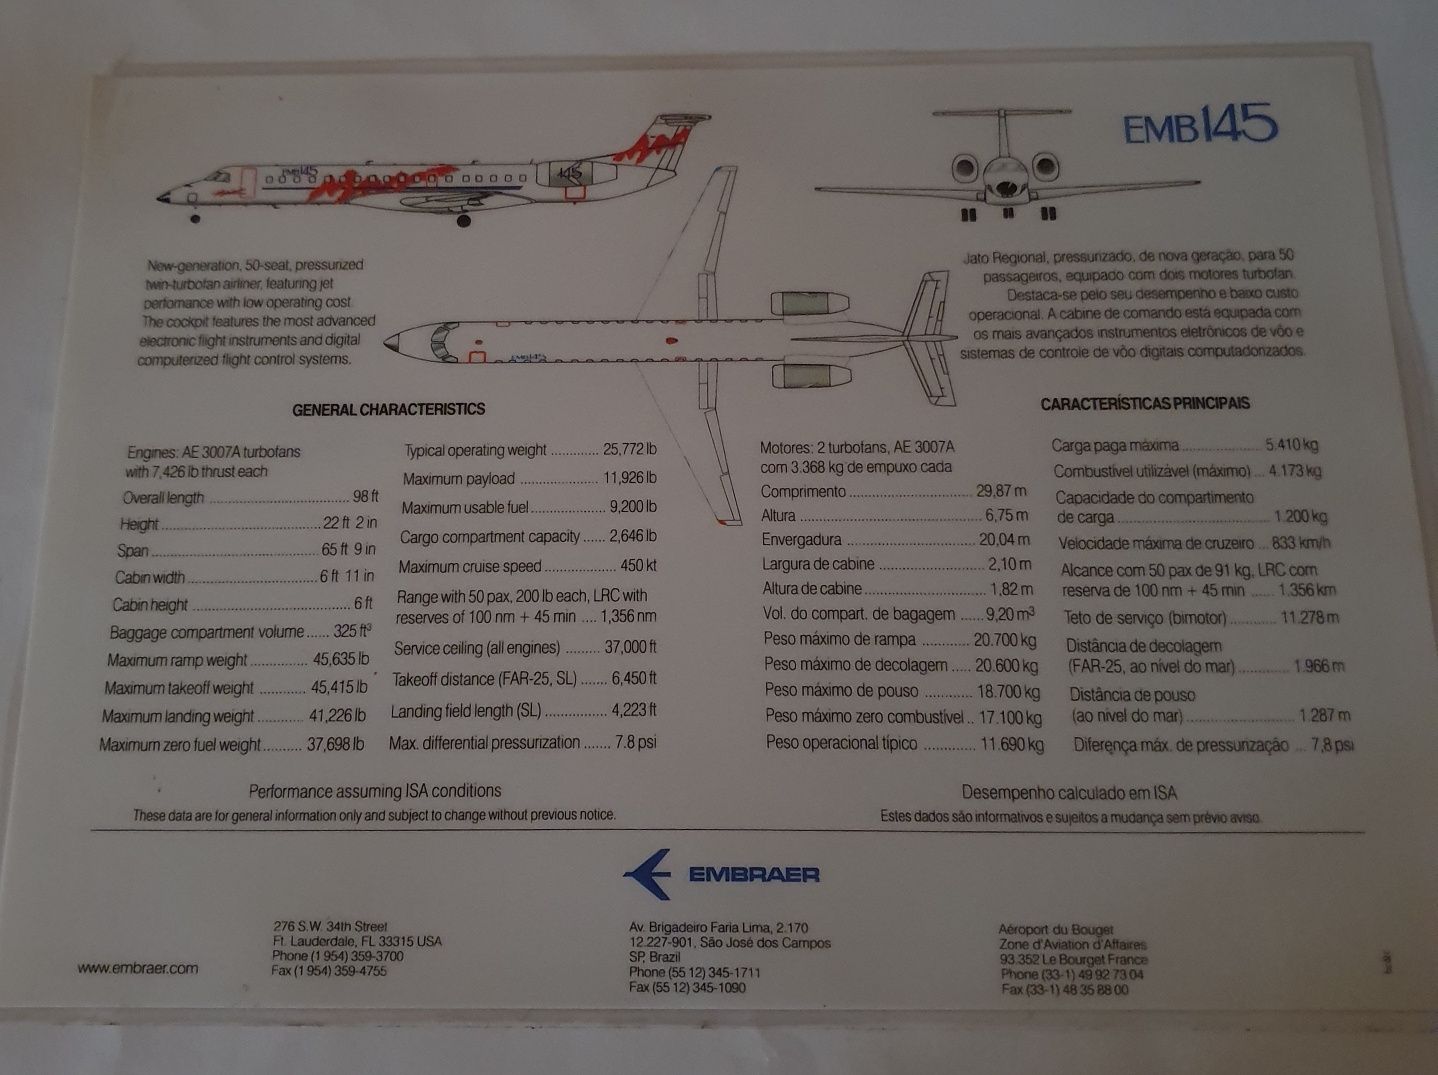 EMB145
EMB145
145
New-generation, 50-seat, pressurized
twin-turbofan airliner, featuring jet
perfomance with low operating cost.
The cockpit features the most advanced
electronic flight instruments and digital
computerized flight control systems.
Jato Regional, pressurizado, de nova geração, para 50
passageiros, equipado com dois motores turbofan.
Destaca-se pelo seu desempenho e baixo custo
operacional. A cabine de comando está equipada com
os mais avançados instrumentos eletrônicos de vôo e
sistemas de controle de vôo digitais computadorizados.
EMB145
GENERAL CHARACTERISTICS
Engines: AE 3007A turbofans
with 7,426 lb thrust each
Overall length ........ 98 ft
Height ........ 22 ft 2 in
Span ........ 65 ft 9 in
Cabin width ........ 6 ft 11 in
Cabin height ........ 6 ft
Baggage compartment volume ...... 325 ft³
Maximum ramp weight ........ 45,635 lb
Maximum takeoff weight ........ 45,415 lb
Maximum landing weight ........ 41,226 lb
Maximum zero fuel weight ........ 37,698 lb
Typical operating weight ........ 25,772 lb
Maximum payload ........ 11,926 lb
Maximum usable fuel ........ 9,200 lb
Cargo compartment capacity ...... 2,646 lb
Maximum cruise speed ........ 450 kt
Range with 50 pax, 200 lb each, LRC with
reserves of 100 nm + 45 min .... 1,356 nm
Service ceiling (all engines) ........ 37,000 ft
Takeoff distance (FAR-25, SL) ....... 6,450 ft
Landing field length (SL) ........ 4,223 ft
Max. differential pressurization ....... 7.8 psi
Performance assuming ISA conditions
These data are for general information only and subject to change without previous notice.
CARACTERÍSTICAS PRINCIPAIS
Motores: 2 turbofans, AE 3007A
com 3.368 kg de empuxo cada
Comprimento ........ 29,87 m
Altura ........ 6,75 m
Envergadura ........ 20,04 m
Largura de cabine ........ 2,10 m
Altura de cabine ........ 1,82 m
Vol. do compart. de bagagem ...... 9,20 m³
Peso máximo de rampa ........ 20.700 kg
Peso máximo de decolagem ..... 20.600 kg
Peso máximo de pouso ........ 18.700 kg
Peso máximo zero combustível .. 17.100 kg
Peso operacional típico ........ 11.690 kg
Carga paga máxima ........ 5.410 kg
Combustível utilizável (máximo) ... 4.173 kg
Capacidade do compartimento
de carga ........ 1.200 kg
Velocidade máxima de cruzeiro ... 833 km/h
Alcance com 50 pax de 91 kg, LRC com
reserva de 100 nm + 45 min ...... 1.356 km
Teto de serviço (bimotor) ........ 11.278 m
Distância de decolagem
(FAR-25, ao nível do mar) ........ 1.966 m
Distância de pouso
(ao nível do mar) ........ 1.287 m
Diferença máx. de pressurização ... 7,8 psi
Desempenho calculado em ISA
Estes dados são informativos e sujeitos a mudança sem prévio aviso.
EMBRAER
www.embraer.com
276 S.W. 34th Street
Ft. Lauderdale, FL 33315 USA
Phone (1 954) 359-3700
Fax (1 954) 359-4755
Av. Brigadeiro Faria Lima, 2.170
12.227-901, São José dos Campos
SP, Brazil
Phone (55 12) 345-1711
Fax (55 12) 345-1090
Aéroport du Bouget
Zone d'Aviation d'Affaires
93.352 Le Bourget France
Phone (33-1) 49 92 73 04
Fax (33-1) 48 35 88 00